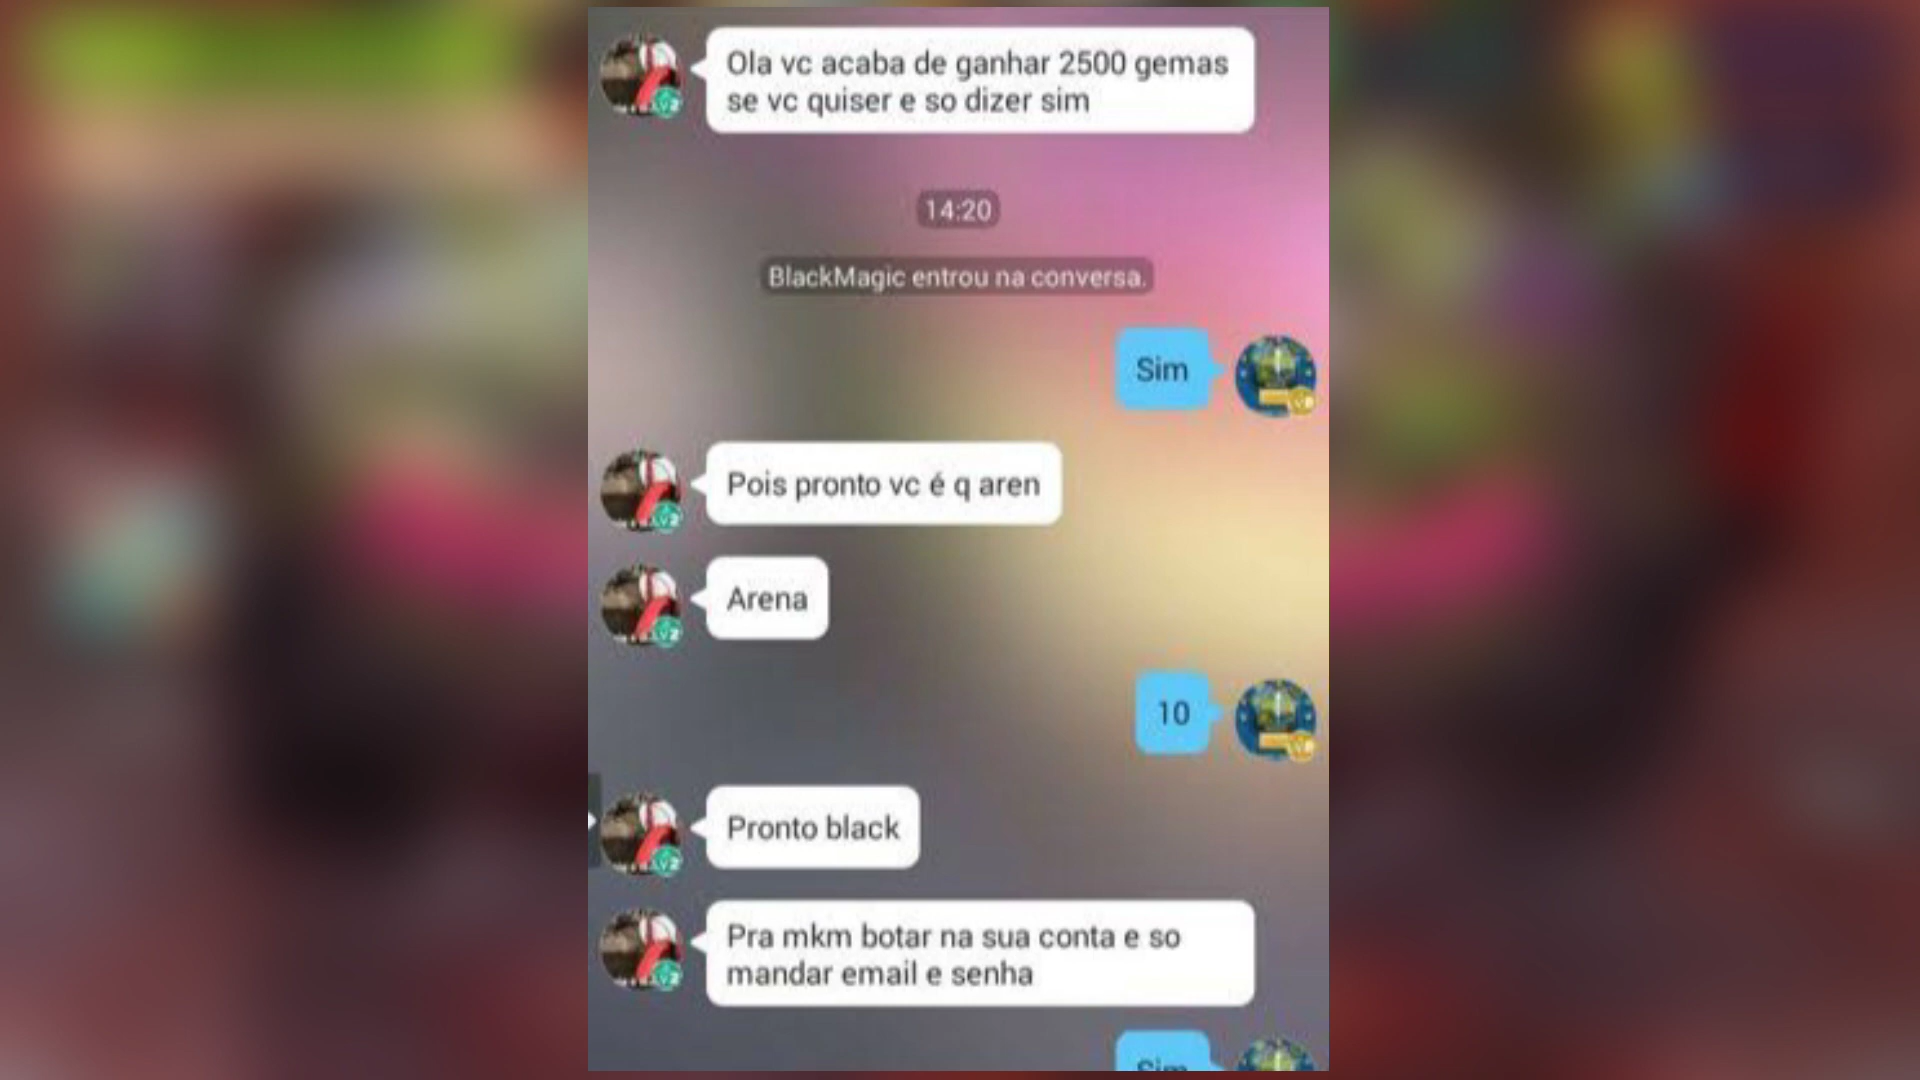 Ola vc acaba de ganhar 2500 gemas
se vc quiser e so dizer sim
14:20
BlackMagic entrou na conversa.
Sim
Pois pronto vc é q aren
Arena
10
Pronto black
Pra mkm botar na sua conta e so
mandar email e senha
Sim